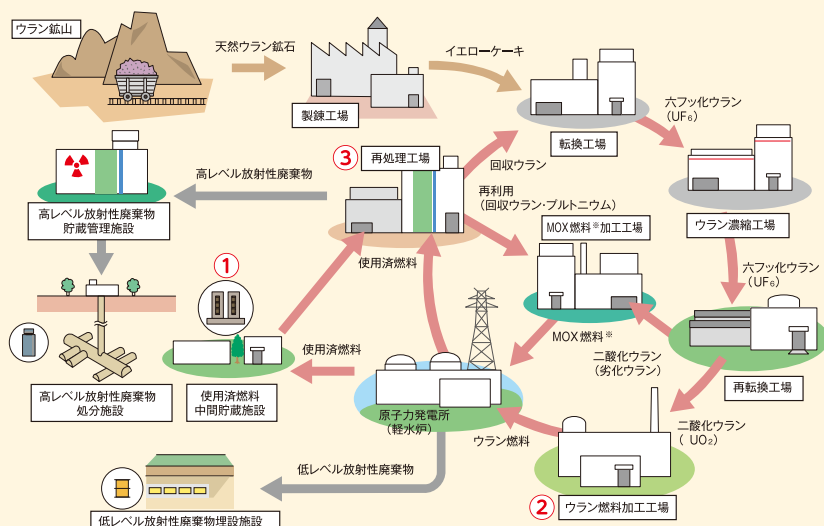 ウラン鉱山
天然ウラン鉱石
イエローケーキ
製錬工場
六フッ化ウラン
(UF₆)
転換工場
③
再処理工場
高レベル放射性廃棄物
回収ウラン
再利用
(回収ウラン・プルトニウム)
高レベル放射性廃棄物
貯蔵管理施設
MOX燃料※加工工場
ウラン濃縮工場
①
使用済燃料
六フッ化ウラン
(UF₆)
MOX燃料※
使用済燃料
二酸化ウラン
(劣化ウラン)
再転換工場
高レベル放射性廃棄物
処分施設
使用済燃料
中間貯蔵施設
原子力発電所
(軽水炉)
ウラン燃料
二酸化ウラン
( UO₂)
低レベル放射性廃棄物
②
ウラン燃料加工工場
低レベル放射性廃棄物埋設施設